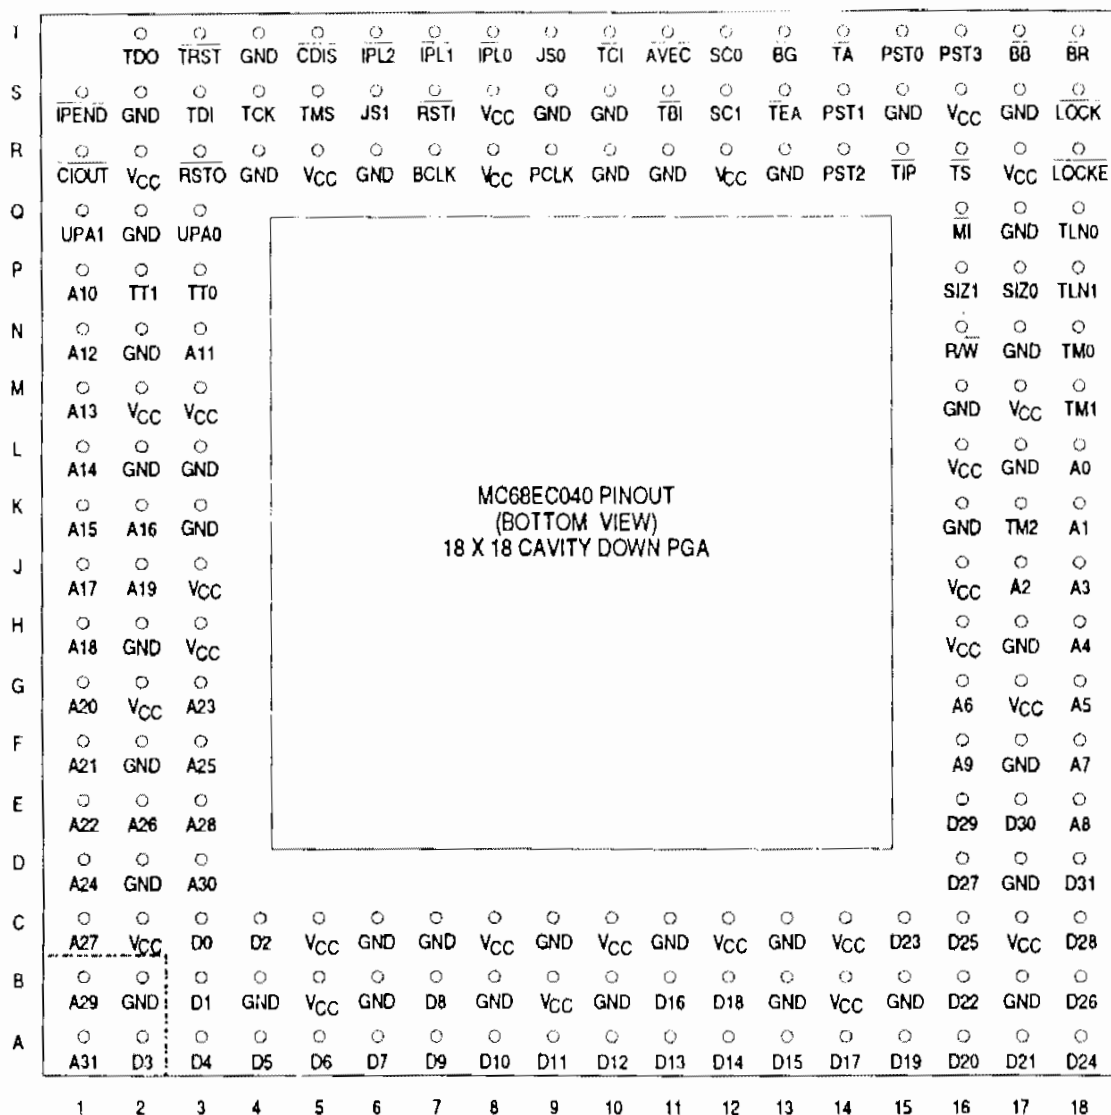 T
TDO TRST GND CDIS IPL2 IPL1 IPL0 JS0 TCI AVEC SC0 BG TA PST0 PST3 BB BR
S
IPEND GND TDI TCK TMS JS1 RSTI VCC GND GND TBI SC1 TEA PST1 GND VCC GND LOCK
R
CIOUT VCC RSTO GND VCC GND BCLK VCC PCLK GND GND VCC GND PST2 TIP TS VCC LOCKE
Q
UPA1 GND UPA0 MI GND TLN0
P
A10 TT1 TT0 SIZ1 SIZ0 TLN1
N
A12 GND A11 R/W GND TM0
M
A13 VCC VCC GND VCC TM1
L
A14 GND GND VCC GND A0
K
A15 A16 GND GND TM2 A1
MC68EC040 PINOUT
(BOTTOM VIEW)
18 X 18 CAVITY DOWN PGA
J
A17 A19 VCC VCC A2 A3
H
A18 GND VCC VCC GND A4
G
A20 VCC A23 A6 VCC A5
F
A21 GND A25 A9 GND A7
E
A22 A26 A28 D29 D30 A8
D
A24 GND A30 D27 GND D31
C
A27 VCC D0 D2 VCC GND GND VCC GND VCC GND VCC GND VCC D23 D25 VCC D28
B
A29 GND D1 GND VCC GND D8 GND VCC GND D16 D18 GND VCC GND D22 GND D26
A
A31 D3 D4 D5 D6 D7 D9 D10 D11 D12 D13 D14 D15 D17 D19 D20 D21 D24
1 2 3 4 5 6 7 8 9 10 11 12 13 14 15 16 17 18